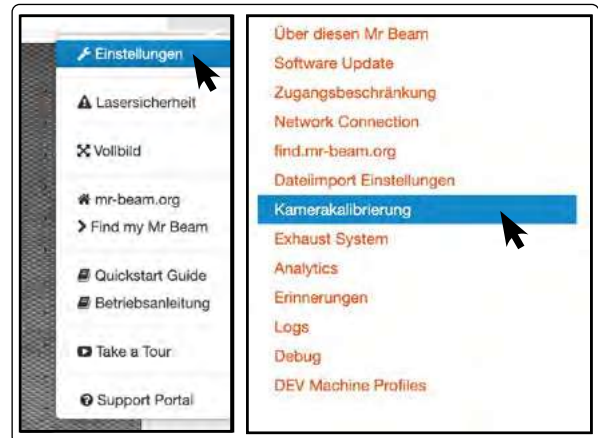 Einstellungen
Lasersicherheit
Vollbild
mr-beam.org
Find my Mr Beam
Quickstart Guide
Betriebsanleitung
Take a Tour
Support Portal
Über diesen Mr Beam
Software Update
Zugangsbeschränkung
Network Connection
find.mr-beam.org
Dateiimport Einstellungen
Kamerakalibrierung
Exhaust System
Analytics
Erinnerungen
Logs
Debug
DEV Machine Profiles